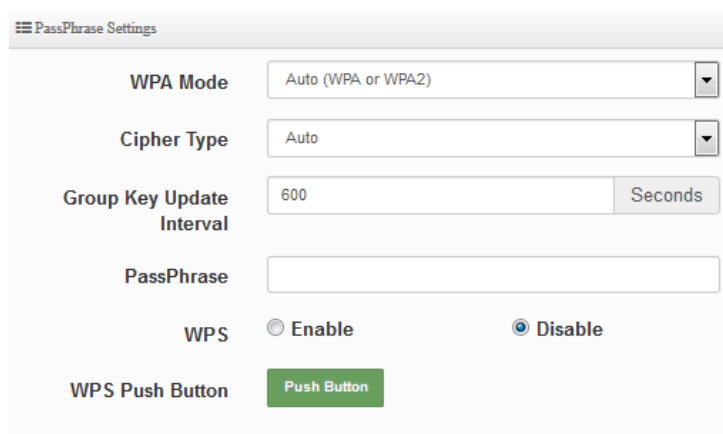 PassPhrase Settings
WPA Mode
Auto (WPA or WPA2)
Cipher Type
Auto
Group Key Update
Interval
600
Seconds
PassPhrase
WPS
Enable
Disable
WPS Push Button
Push Button